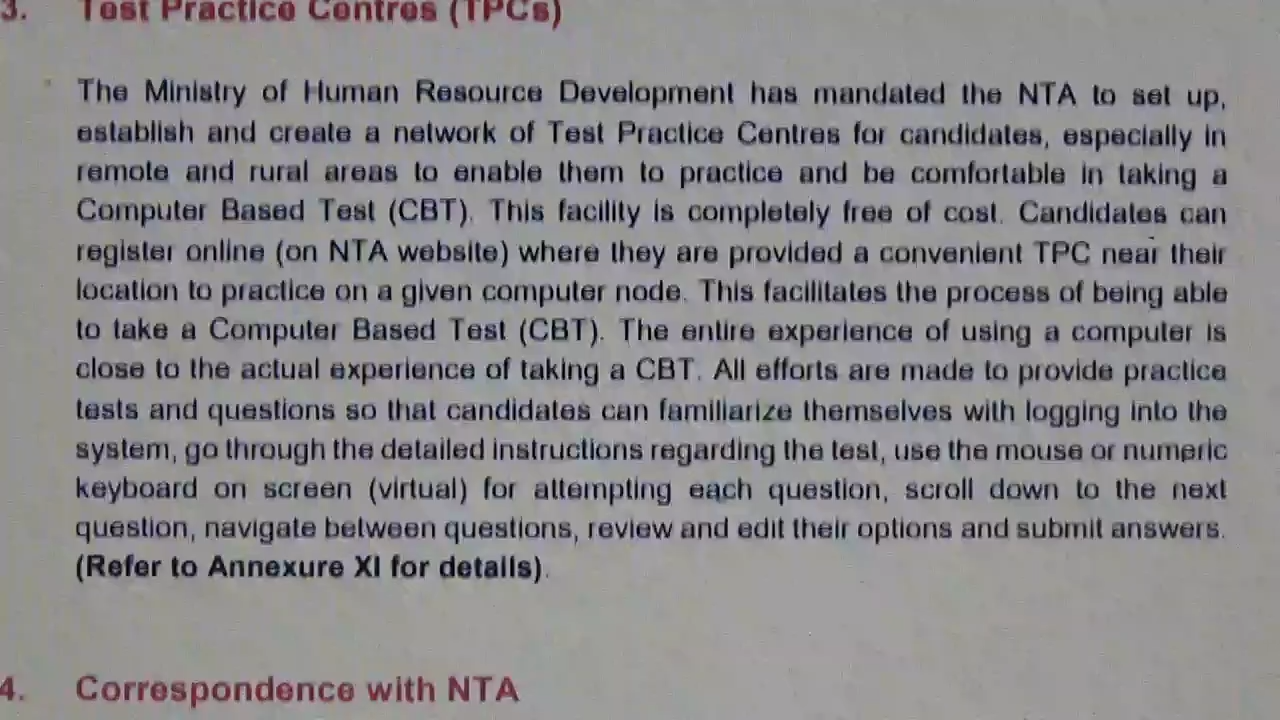 3. Test Practice Centres (TPCs)
The Ministry of Human Resource Development has mandated the NTA to set up,
establish and create a network of Test Practice Centres for candidates, especially in
remote and rural areas to enable them to practice and be comfortable in taking a
Computer Based Test (CBT). This facility is completely free of cost. Candidates can
register online (on NTA website) where they are provided a convenient TPC near their
location to practice on a given computer node. This facilitates the process of being able
to take a Computer Based Test (CBT). The entire experience of using a computer is
close to the actual experience of taking a CBT. All efforts are made to provide practice
tests and questions so that candidates can familiarize themselves with logging into the
system, go through the detailed instructions regarding the test, use the mouse or numeric
keyboard on screen (virtual) for attempting each question, scroll down to the next
question, navigate between questions, review and edit their options and submit answers.
(Refer to Annexure XI for details).
4. Correspondence with NTA